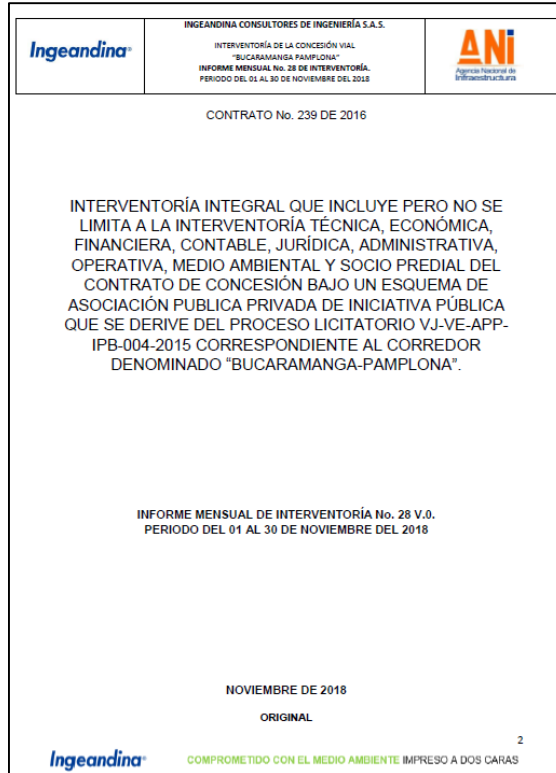 Ingeandina
INGEANDINA CONSULTORES DE INGENIERÍA S.A.S.
INTERVENTORÍA DE LA CONCESIÓN VIAL
"BUCARAMANGA PAMPLONA"
INFORME MENSUAL No. 28 DE INTERVENTORÍA.
PERIODO DEL 01 AL 30 DE NOVIEMBRE DEL 2018
ANi
Agencia Nacional de
Infraestructura
CONTRATO No. 239 DE 2016
INTERVENTORÍA INTEGRAL QUE INCLUYE PERO NO SE
LIMITA A LA INTERVENTORÍA TÉCNICA, ECONÓMICA,
FINANCIERA, CONTABLE, JURÍDICA, ADMINISTRATIVA,
OPERATIVA, MEDIO AMBIENTAL Y SOCIO PREDIAL DEL
CONTRATO DE CONCESIÓN BAJO UN ESQUEMA DE
ASOCIACIÓN PUBLICA PRIVADA DE INICIATIVA PÚBLICA
QUE SE DERIVE DEL PROCESO LICITATORIO VJ-VE-APP-
IPB-004-2015 CORRESPONDIENTE AL CORREDOR
DENOMINADO "BUCARAMANGA-PAMPLONA".
INFORME MENSUAL DE INTERVENTORÍA No. 28 V.0.
PERIODO DEL 01 AL 30 DE NOVIEMBRE DEL 2018
NOVIEMBRE DE 2018
ORIGINAL
2
Ingeandina
COMPROMETIDO CON EL MEDIO AMBIENTE IMPRESO A DOS CARAS